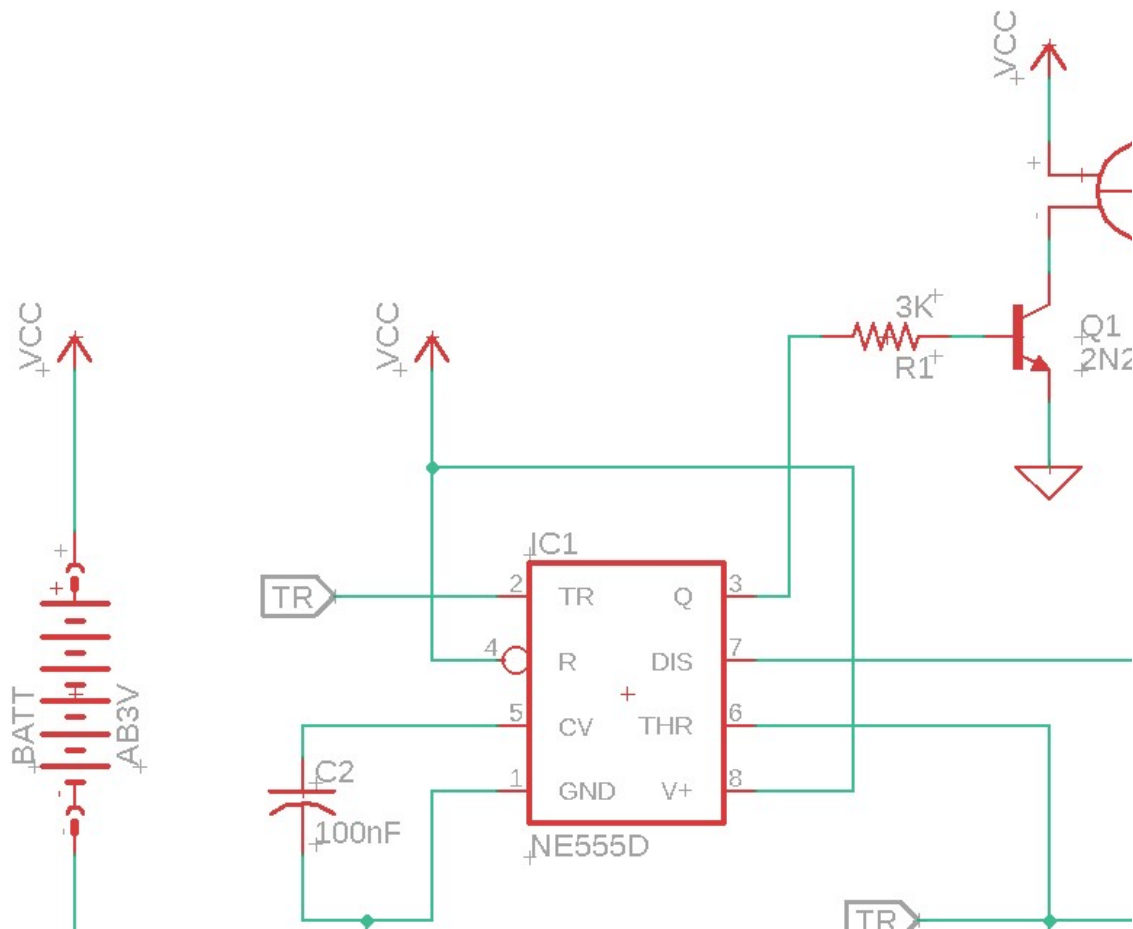 VCC
VCC
VCC
3K
R1
Q1
2N2
IC1
TR
2
TR
Q
3
4
R
DIS
7
5
CV
THR
6
1
GND
V+
8
NE555D
C2
100nF
BATT
AB3V
TR